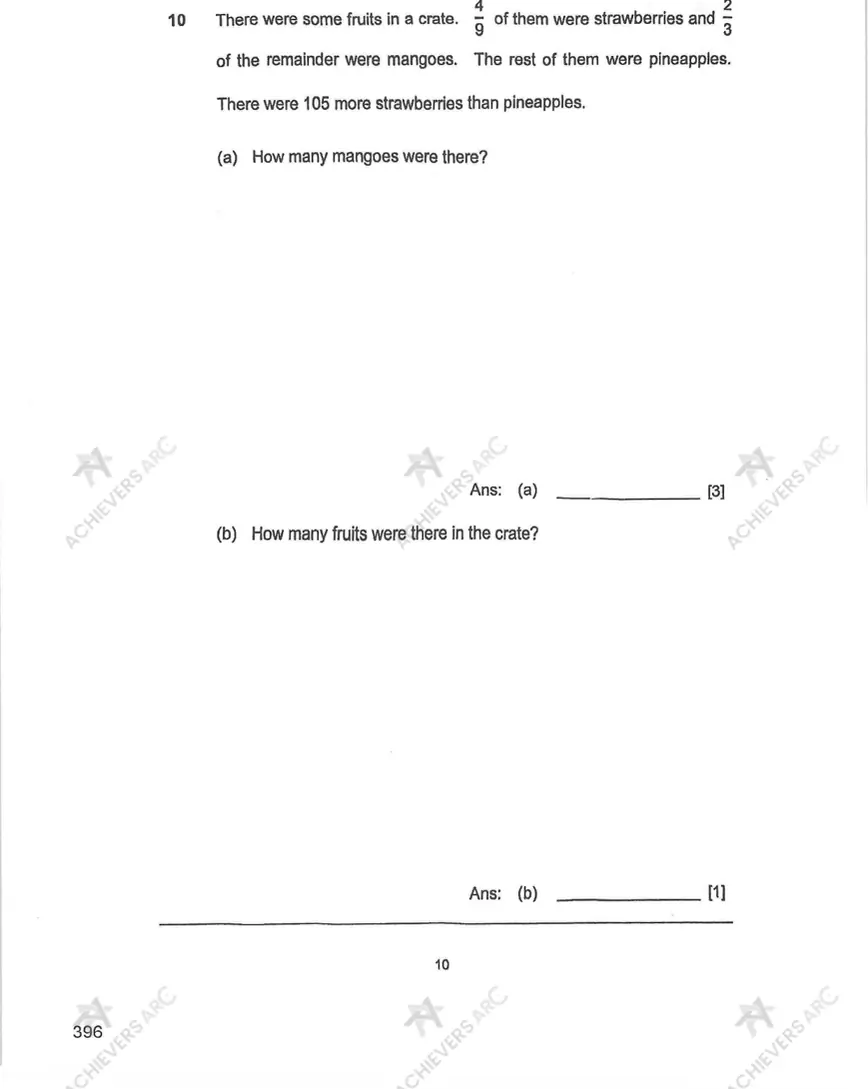 10 There were some fruits in a crate. 4/9 of them were strawberries and 2/3
of the remainder were mangoes. The rest of them were pineapples.
There were 105 more strawberries than pineapples.
(a) How many mangoes were there?
ACHIEVERS ARC
ACHIEVERS ARC
ACHIEVERS ARC
Ans: (a) ____________ [3]
(b) How many fruits were there in the crate?
Ans: (b) ____________ [1]
10
396
ACHIEVERS ARC
ACHIEVERS ARC
ACHIEVERS ARC